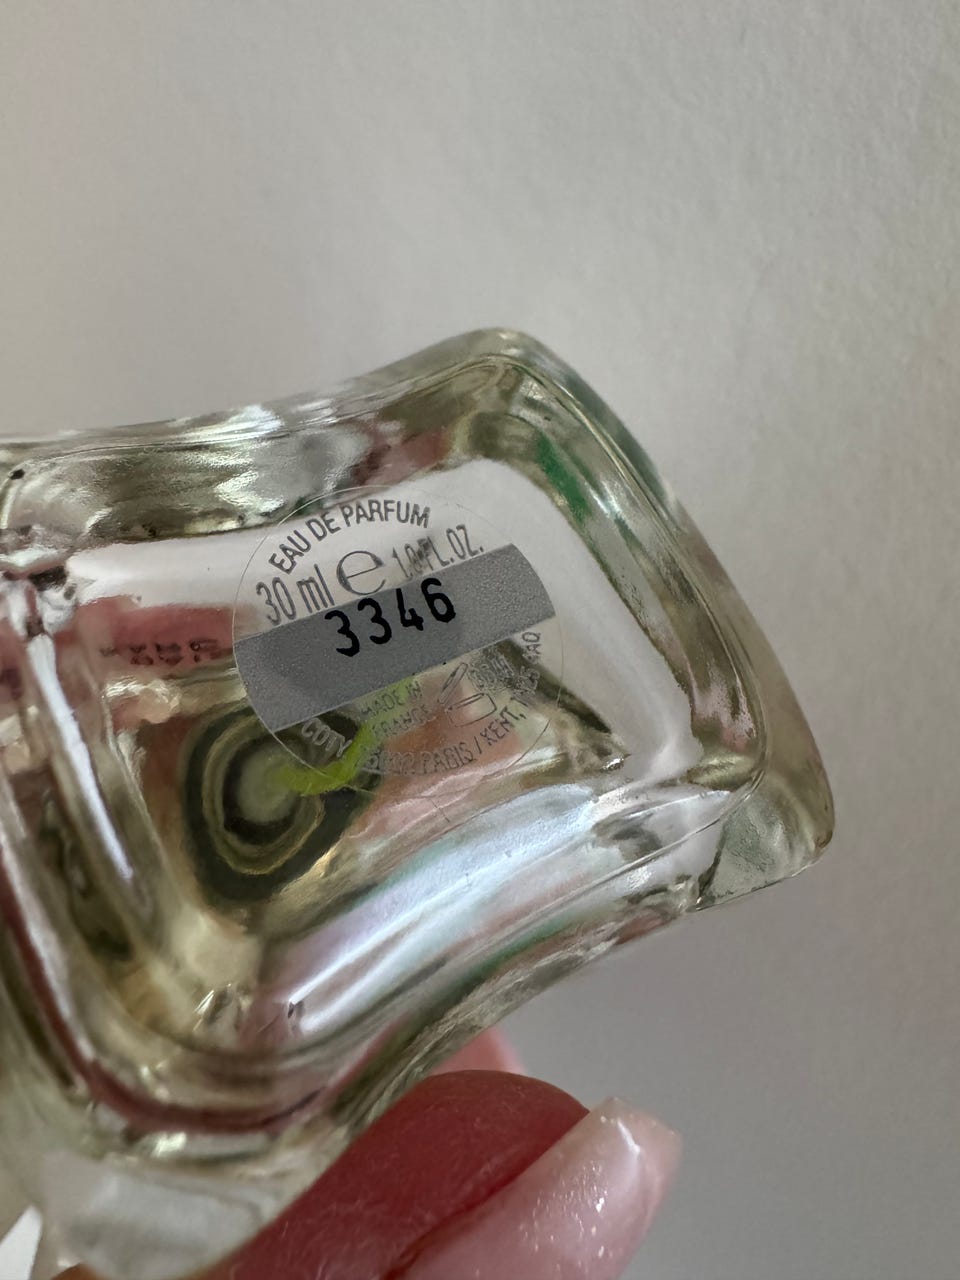 EAU DE PARFUM
30 ml e 1.0 FL.OZ.
3346
MADE IN
FRANCE
COTY PARIS / KENT,